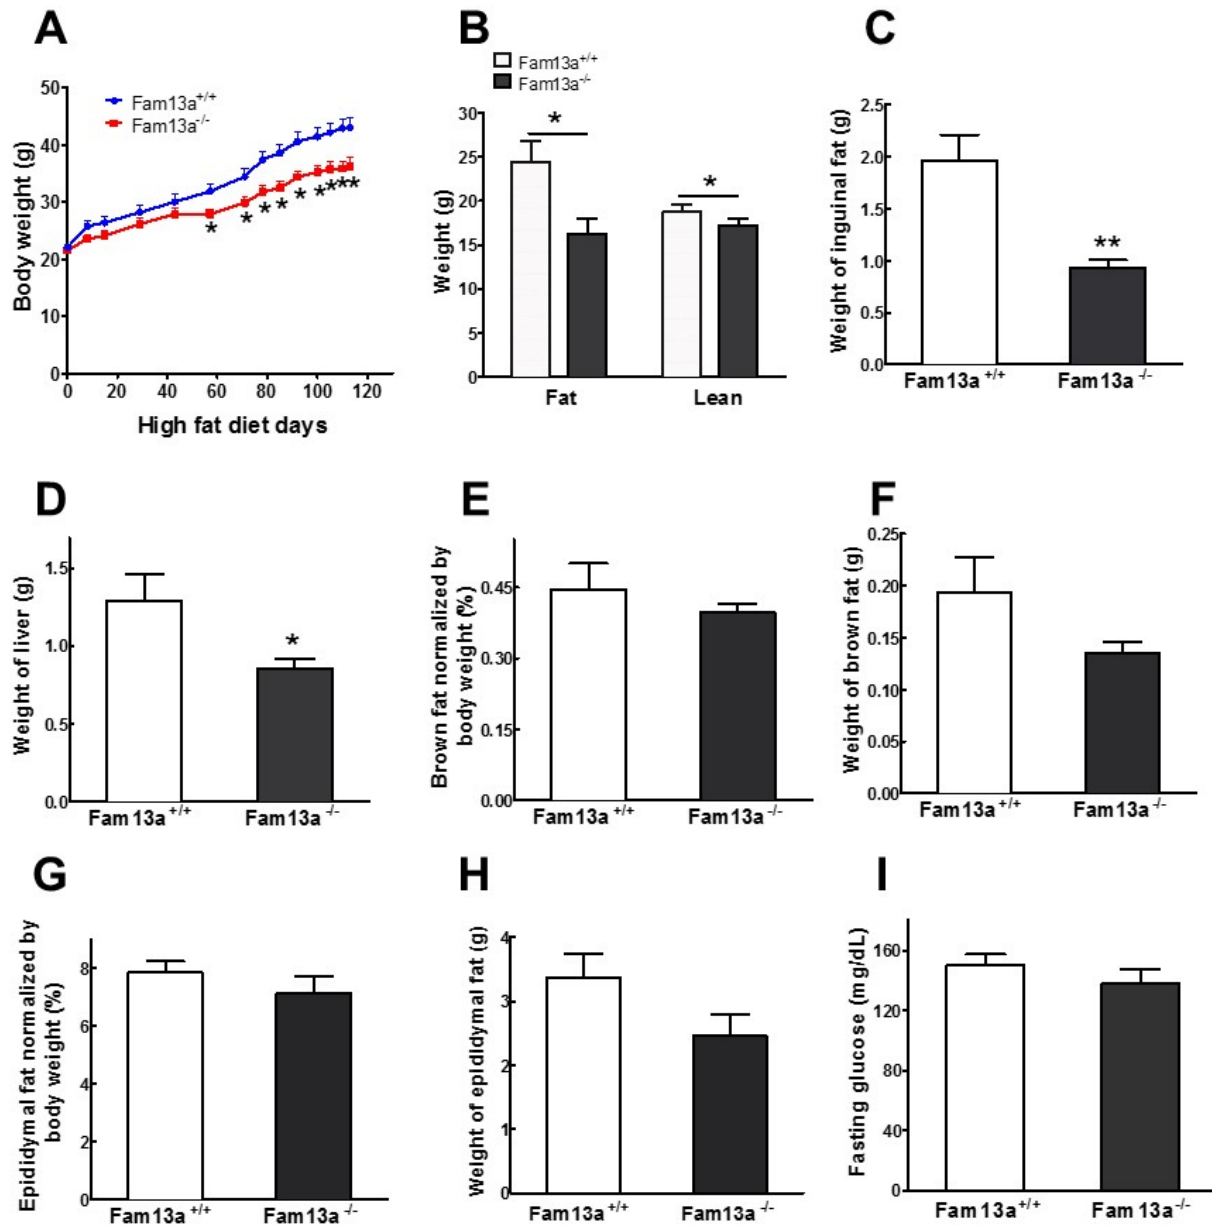 A
Body weight (g)
50
40
30
20
10
0
Fam13a+/+
Fam13a-/-
* * * * * * * * *
0 20 40 60 80 100 120
High fat diet days
B
Fam13a+/+
Fam13a-/-
Weight (g)
30
25
20
15
10
5
0
*
*
Fat Lean
C
Weight of inguinal fat (g)
2.5
2.0
1.5
1.0
0.5
0.0
**
Fam13a+/+ Fam13a-/-
D
Weight of liver (g)
1.5
1.0
0.5
0.0
*
Fam13a+/+ Fam13a-/-
E
Brown fat normalized by
body weight (%)
0.45
0.30
0.15
0.00
Fam13a+/+ Fam13a-/-
F
Weight of brown fat (g)
0.25
0.20
0.15
0.10
0.05
0.00
Fam13a+/+ Fam13a-/-
G
Epididymal fat normalized by
body weight (%)
8
6
4
2
0
Fam13a+/+ Fam13a-/-
H
Weight of epididymal fat (g)
4
3
2
1
0
Fam13a+/+ Fam13a-/-
I
Fasting glucose (mg/dL)
160
120
80
40
0
Fam13a+/+ Fam13a-/-